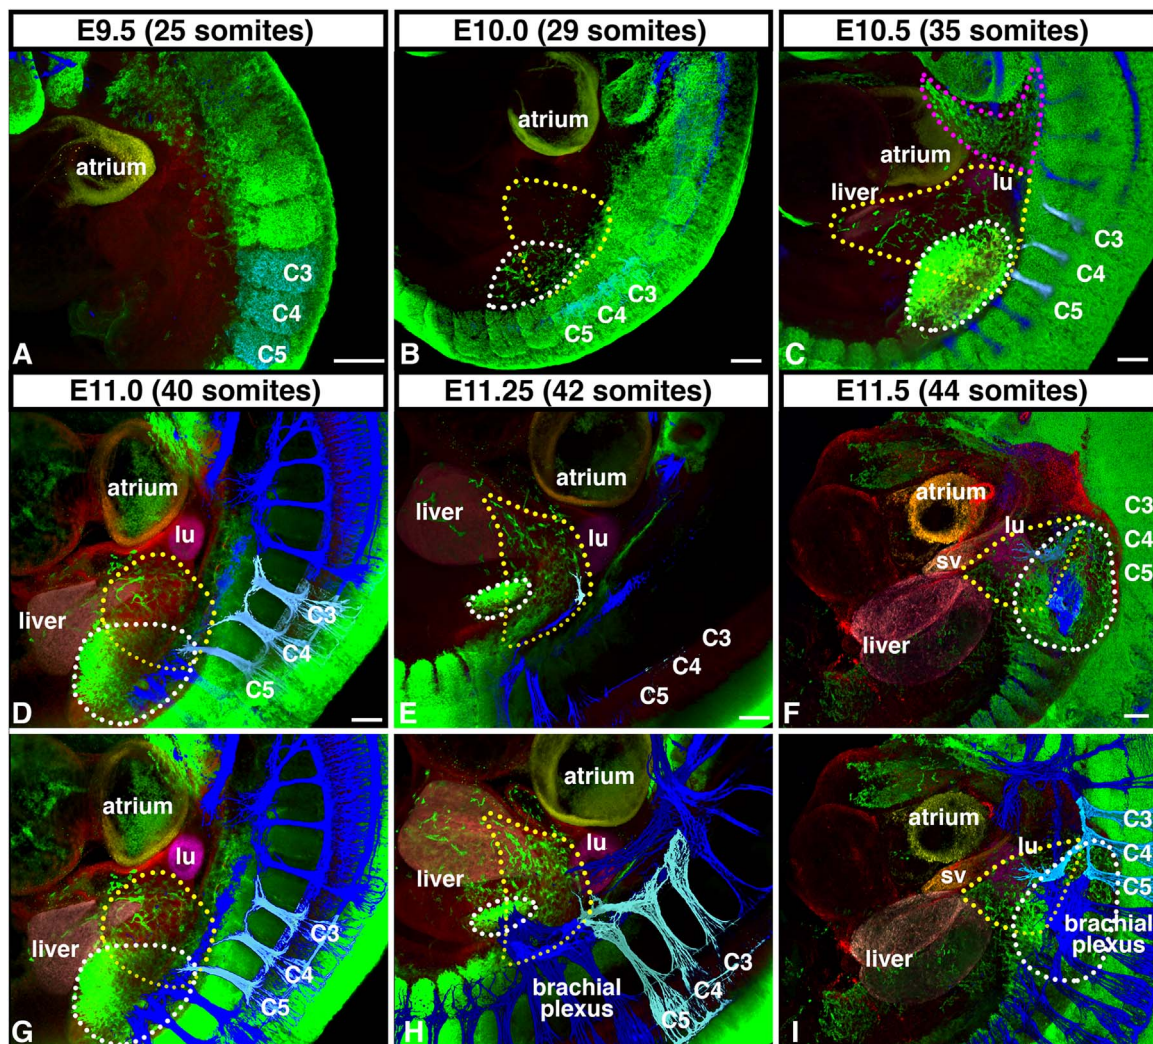 E9.5 (25 somites)
E10.0 (29 somites)
E10.5 (35 somites)
atrium
C3
C4
C5
A
atrium
C3
C4
C5
B
atrium
lu
liver
C3
C4
C5
C
E11.0 (40 somites)
E11.25 (42 somites)
E11.5 (44 somites)
atrium
lu
liver
C3
C4
C5
D
atrium
liver
lu
C3
C4
C5
E
atrium
C3
lu
C4
sv
C5
liver
F
atrium
lu
liver
C3
C4
C5
G
atrium
lu
liver
brachial
plexus
C3
C4
C5
H
atrium
C3
lu
C4
sv
C5
brachial
plexus
liver
I